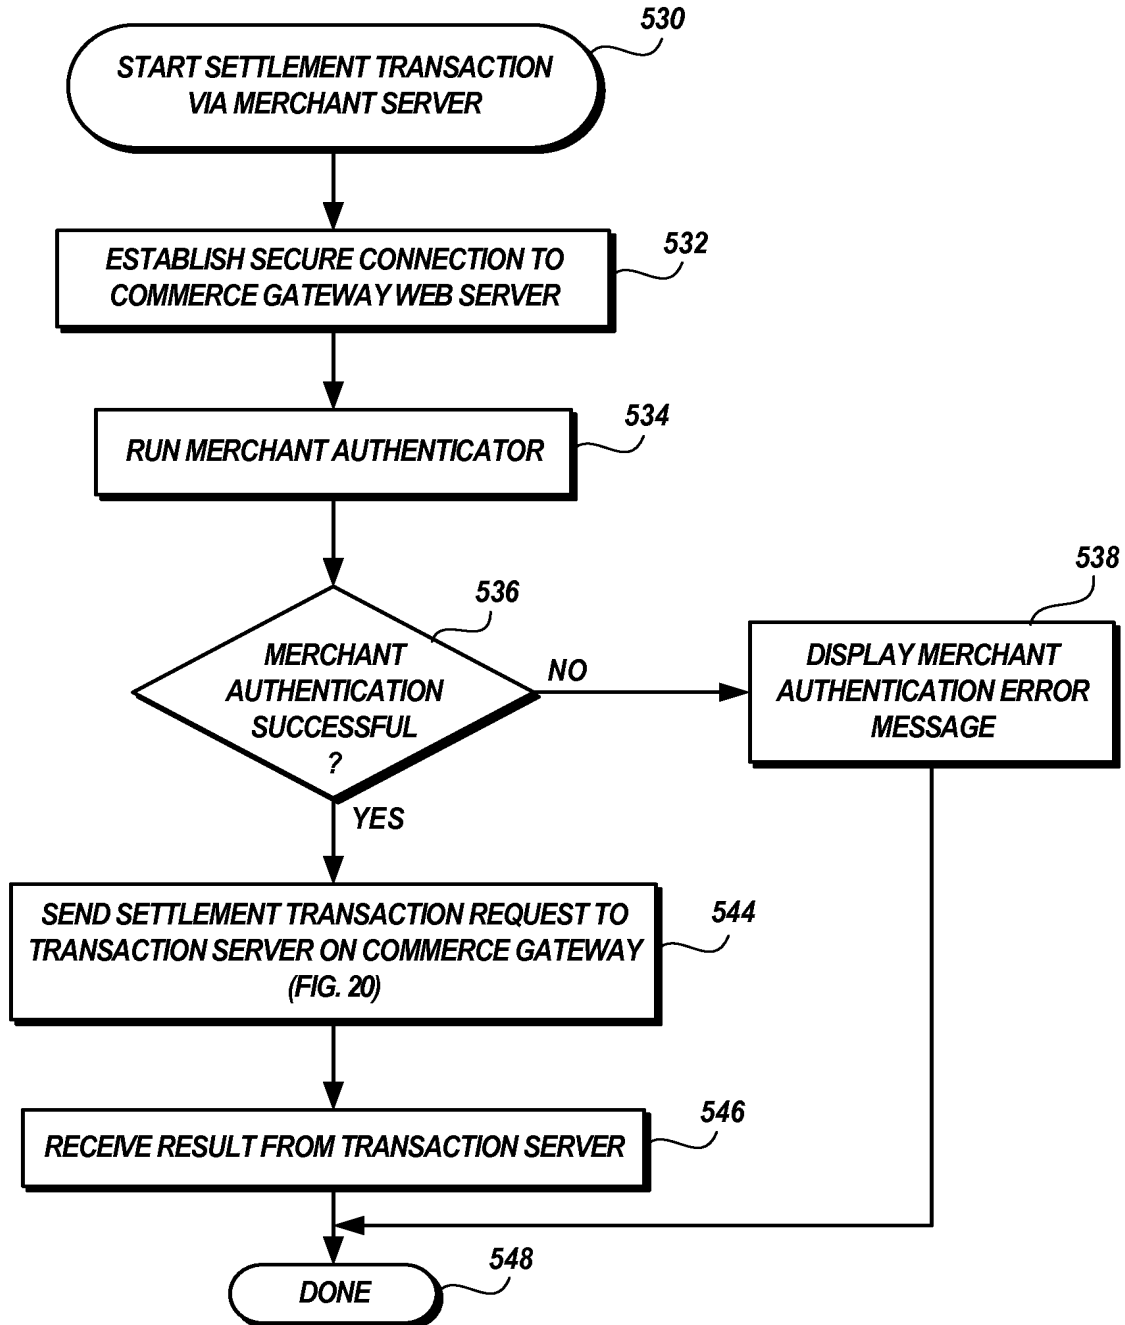 530
START SETTLEMENT TRANSACTION
VIA MERCHANT SERVER
532
ESTABLISH SECURE CONNECTION TO
COMMERCE GATEWAY WEB SERVER
534
RUN MERCHANT AUTHENTICATOR
536
MERCHANT
AUTHENTICATION
SUCCESSFUL
?
NO
538
DISPLAY MERCHANT
AUTHENTICATION ERROR
MESSAGE
YES
544
SEND SETTLEMENT TRANSACTION REQUEST TO
TRANSACTION SERVER ON COMMERCE GATEWAY
(FIG. 20)
546
RECEIVE RESULT FROM TRANSACTION SERVER
548
DONE